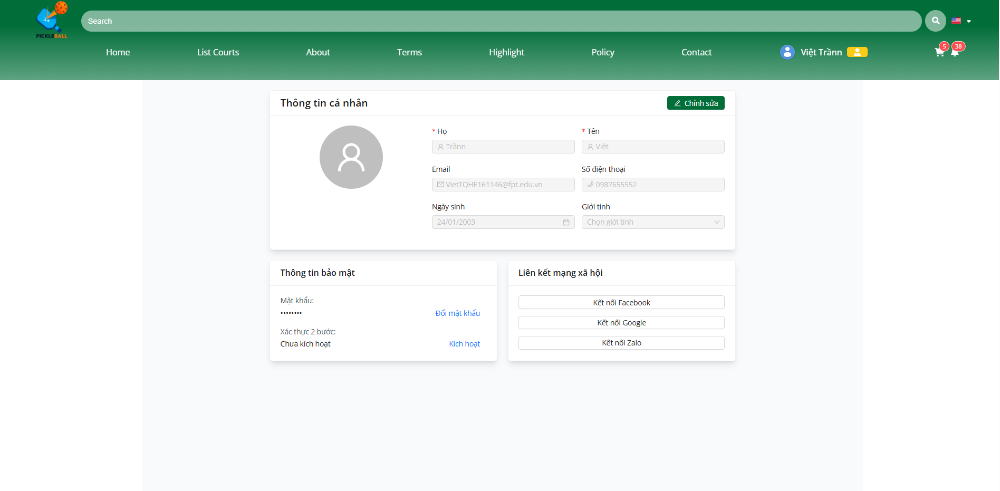 PICKLEBALL
Search
Home List Courts About Terms Highlight Policy Contact Việt Trầnn 5 38
Thông tin cá nhân Chỉnh sửa
* Họ * Tên
Trầnn Việt
Email Số điện thoại
VietTQHE161146@fpt.edu.vn 0987655552
Ngày sinh Giới tính
24/01/2003 Chọn giới tính
Thông tin bảo mật
Mật khẩu:
••••••••
Đổi mật khẩu
Xác thực 2 bước:
Chưa kích hoạt Kích hoạt
Liên kết mạng xã hội
Kết nối Facebook
Kết nối Google
Kết nối Zalo